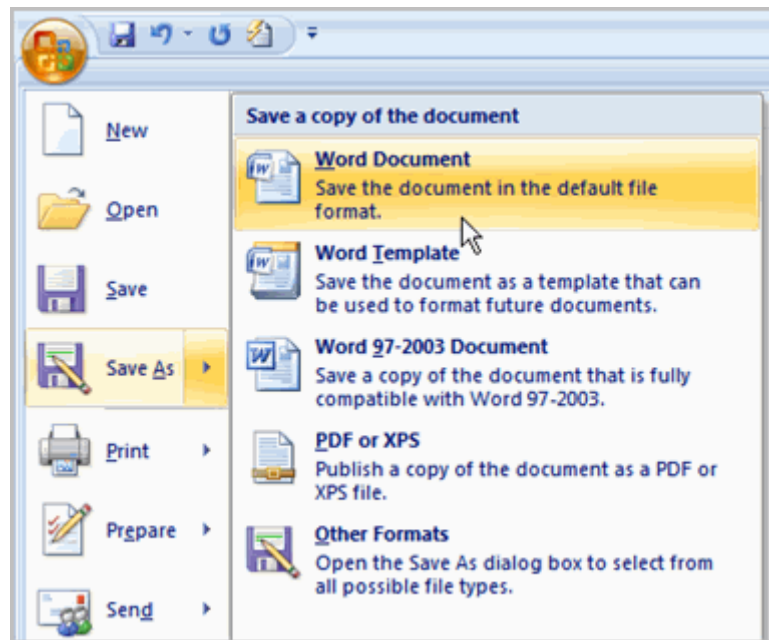 New
Open
Save
Save As
Print
Prepare
Send
Save a copy of the document
Word Document
Save the document in the default file
format.
Word Template
Save the document as a template that can
be used to format future documents.
Word 97-2003 Document
Save a copy of the document that is fully
compatible with Word 97-2003.
PDF or XPS
Publish a copy of the document as a PDF or
XPS file.
Other Formats
Open the Save As dialog box to select from
all possible file types.